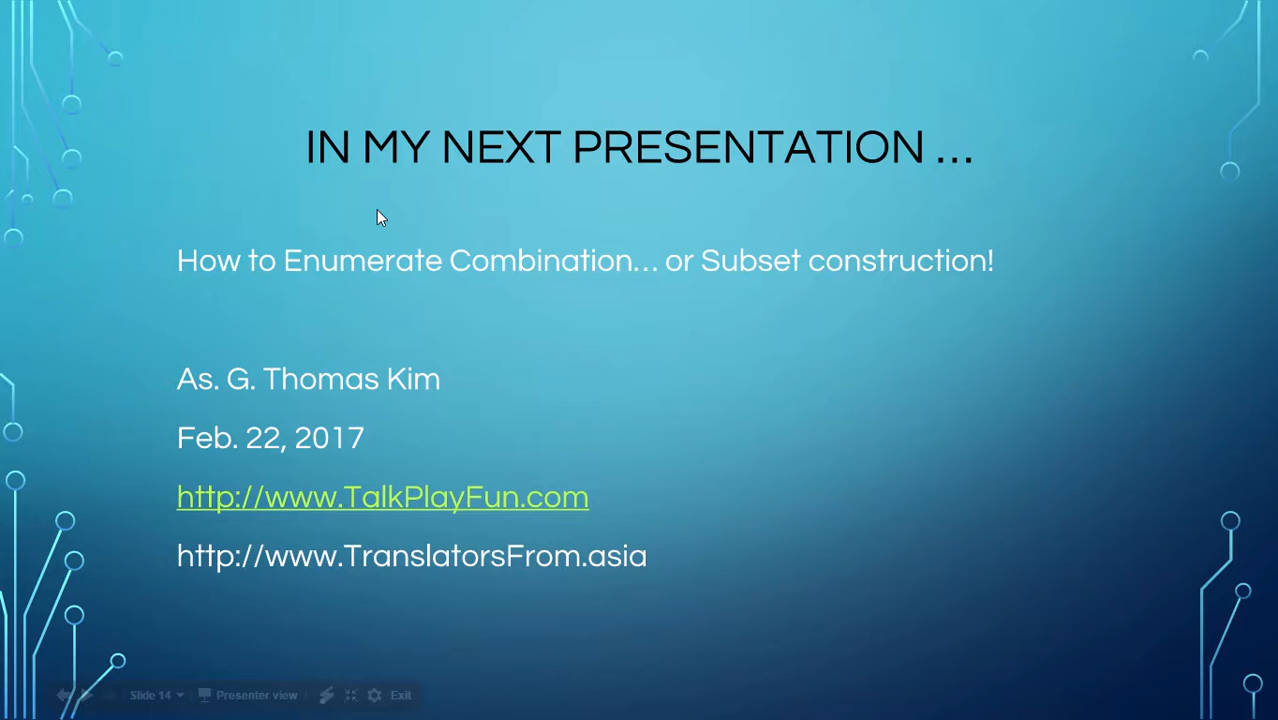 IN MY NEXT PRESENTATION …
How to Enumerate Combination… or Subset construction!
As. G. Thomas Kim
Feb. 22, 2017
http://www.TalkPlayFun.com
http://www.TranslatorsFrom.asia
Slide 14 Presenter view Exit